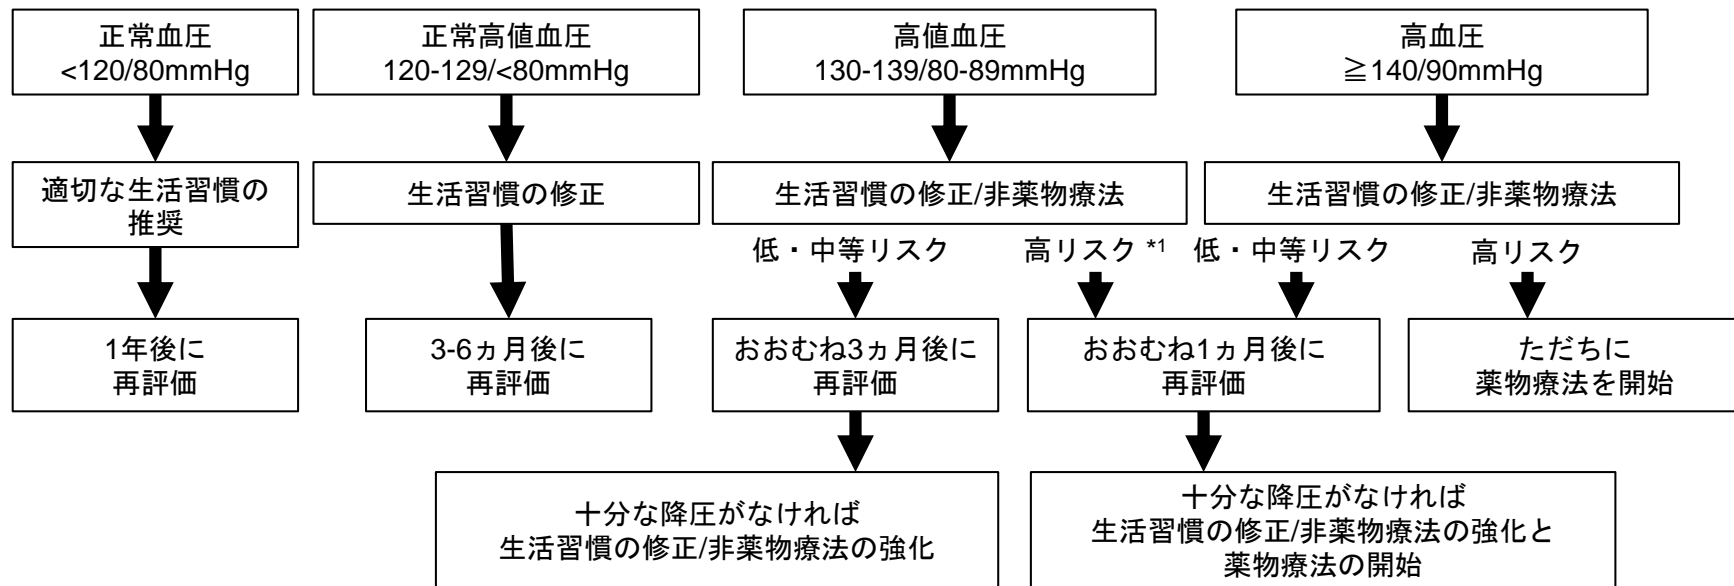 正常血圧
<120/80mmHg
正常高値血圧
120-129/<80mmHg
高値血圧
130-139/80-89mmHg
高血圧
≧140/90mmHg
適切な生活習慣の
推奨
生活習慣の修正
生活習慣の修正/非薬物療法
生活習慣の修正/非薬物療法
低・中等リスク
高リスク *1
低・中等リスク
高リスク
1年後に
再評価
3-6ヵ月後に
再評価
おおむね3ヵ月後に
再評価
おおむね1ヵ月後に
再評価
ただちに
薬物療法を開始
十分な降圧がなければ
生活習慣の修正/非薬物療法の強化
十分な降圧がなければ
生活習慣の修正/非薬物療法の強化と
薬物療法の開始